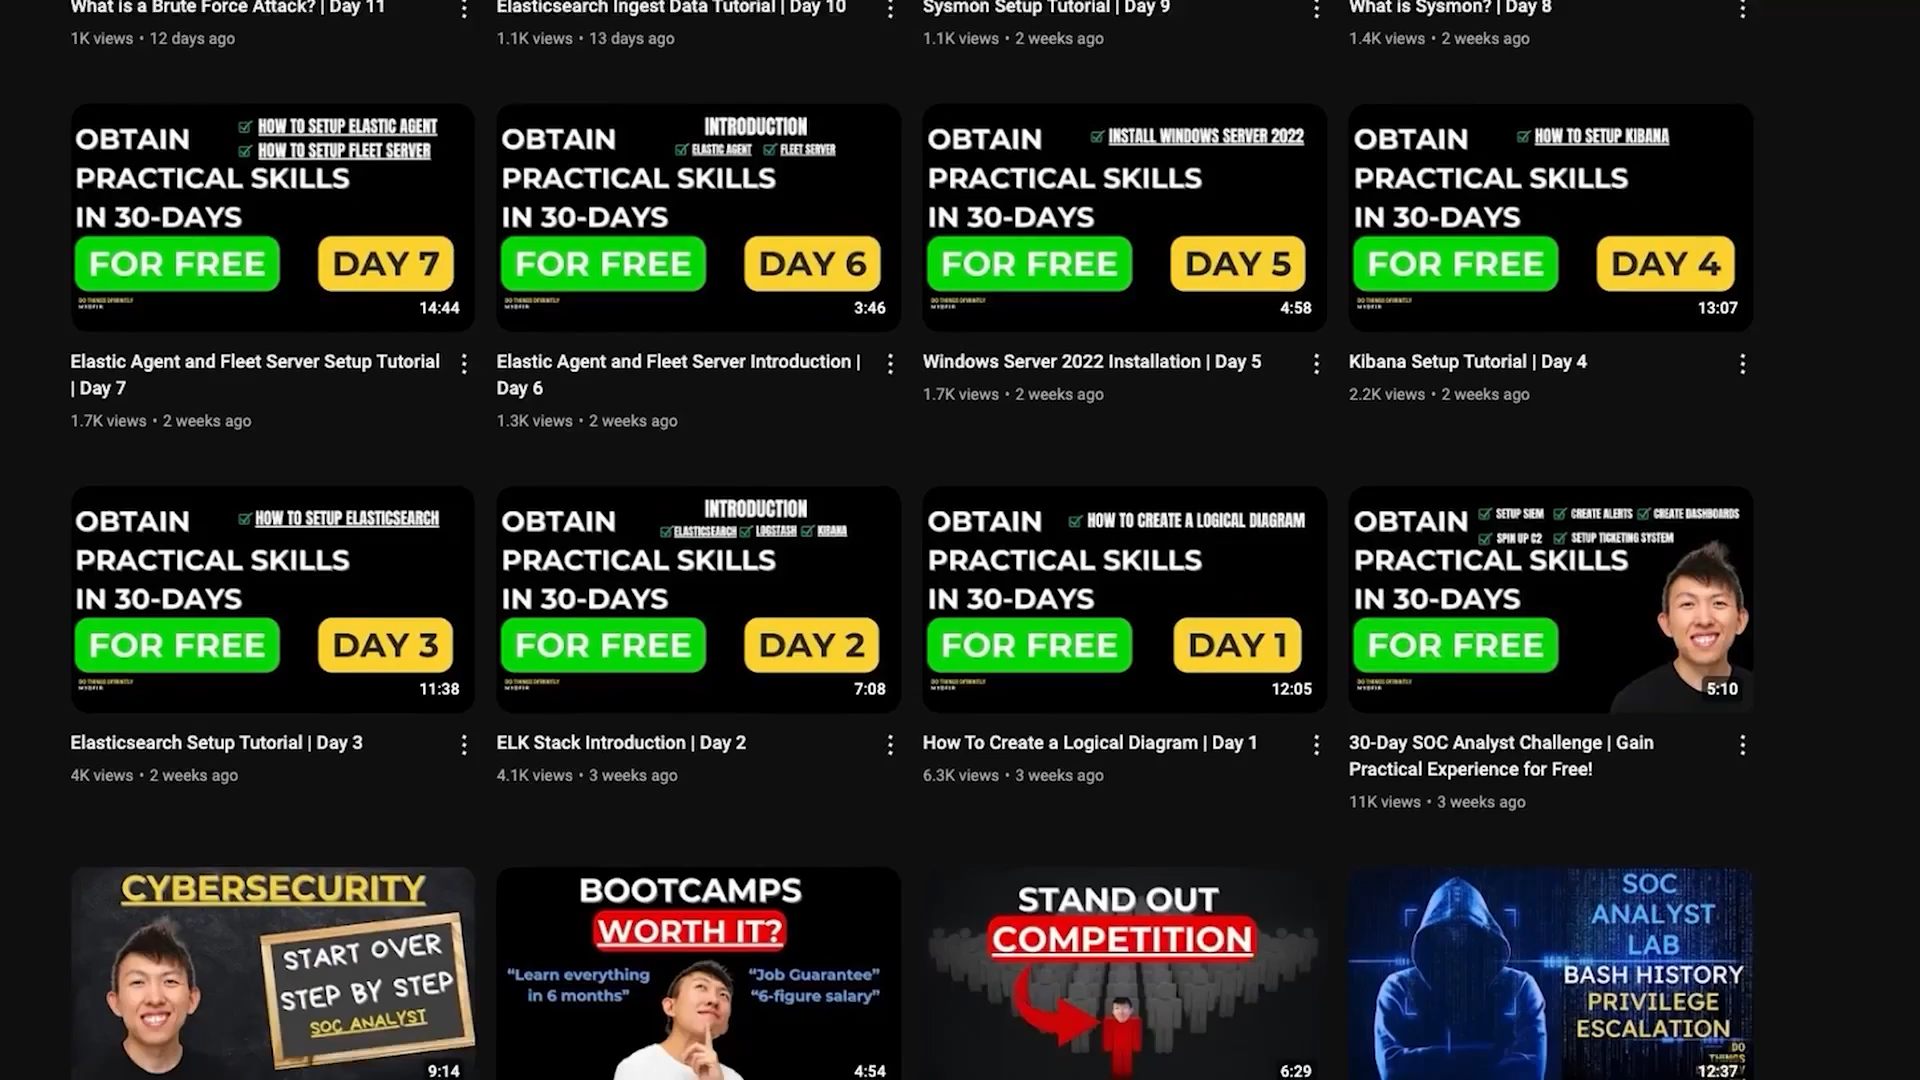 What is a Brute Force Attack? | Day 11
1K views • 12 days ago
Elasticsearch Ingest Data Tutorial | Day 10
1.1K views • 13 days ago
Sysmon Setup Tutorial | Day 9
1.1K views • 2 weeks ago
What is Sysmon? | Day 8
1.4K views • 2 weeks ago
OBTAIN
HOW TO SETUP ELASTIC AGENT
HOW TO SETUP FLEET SERVER
PRACTICAL SKILLS
IN 30-DAYS
FOR FREE
DAY 7
14:44
Elastic Agent and Fleet Server Setup Tutorial
| Day 7
1.7K views • 2 weeks ago
OBTAIN
INTRODUCTION
ELASTIC AGENT FLEET SERVER
PRACTICAL SKILLS
IN 30-DAYS
FOR FREE
DAY 6
3:46
Elastic Agent and Fleet Server Introduction |
Day 6
1.3K views • 2 weeks ago
OBTAIN
INSTALL WINDOWS SERVER 2022
PRACTICAL SKILLS
IN 30-DAYS
FOR FREE
DAY 5
4:58
Windows Server 2022 Installation | Day 5
1.7K views • 2 weeks ago
OBTAIN
HOW TO SETUP KIBANA
PRACTICAL SKILLS
IN 30-DAYS
FOR FREE
DAY 4
13:07
Kibana Setup Tutorial | Day 4
2.2K views • 2 weeks ago
OBTAIN
HOW TO SETUP ELASTICSEARCH
PRACTICAL SKILLS
IN 30-DAYS
FOR FREE
DAY 3
11:38
Elasticsearch Setup Tutorial | Day 3
4K views • 2 weeks ago
OBTAIN
INTRODUCTION
ELASTICSEARCH LOGSTASH KIBANA
PRACTICAL SKILLS
IN 30-DAYS
FOR FREE
DAY 2
7:08
ELK Stack Introduction | Day 2
4.1K views • 3 weeks ago
OBTAIN
HOW TO CREATE A LOGICAL DIAGRAM
PRACTICAL SKILLS
IN 30-DAYS
FOR FREE
DAY 1
12:05
How To Create a Logical Diagram | Day 1
6.3K views • 3 weeks ago
OBTAIN
SETUP SIEM CREATE ALERTS CREATE DASHBOARDS
SPIN UP C2 SETUP TICKETING SYSTEM
PRACTICAL SKILLS
IN 30-DAYS
FOR FREE
5:10
30-Day SOC Analyst Challenge | Gain
Practical Experience for Free!
11K views • 3 weeks ago
CYBERSECURITY
START OVER
STEP BY STEP
SOC ANALYST
9:14
BOOTCAMPS
WORTH IT?
“Learn everything
in 6 months”
“Job Guarantee”
“6-figure salary”
4:54
STAND OUT
COMPETITION
6:29
SOC
ANALYST
LAB
BASH HISTORY
PRIVILEGE
ESCALATION
DO
THINGS
12:37